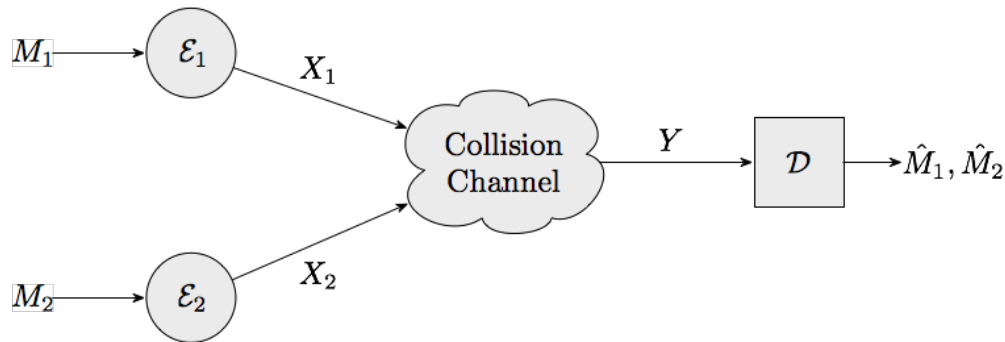 M₁
ℰ₁
X₁
Collision
Channel
Y
𝒟
M̂₁, M̂₂
X₂
M₂
ℰ₂